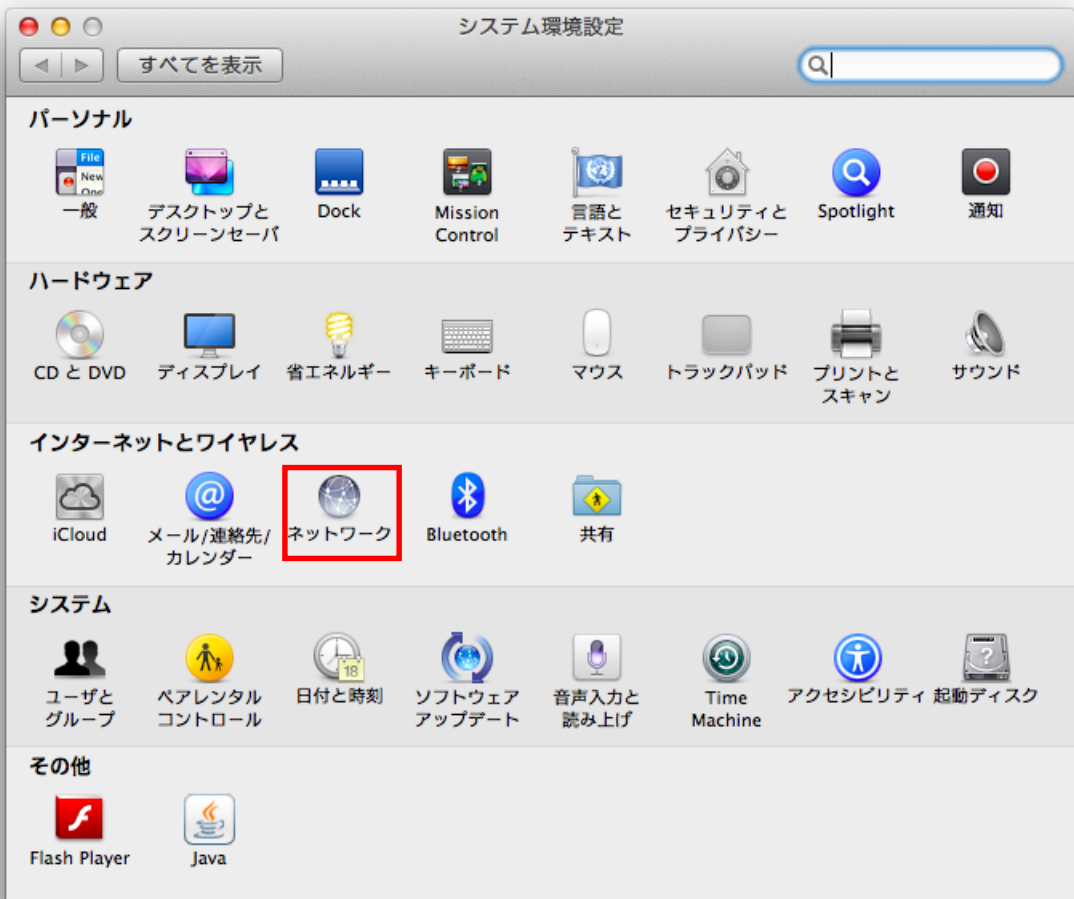 システム環境設定
すべてを表示
パーソナル
File
New
One
一般
デスクトップと
スクリーンセーバ
Dock
Mission
Control
言語と
テキスト
セキュリティと
プライバシー
Spotlight
通知
ハードウェア
CD と DVD
ディスプレイ
省エネルギー
キーボード
マウス
トラックパッド
プリントと
スキャン
サウンド
インターネットとワイヤレス
iCloud
@
メール/連絡先/
カレンダー
ネットワーク
Bluetooth
共有
システム
ユーザと
グループ
ペアレンタル
コントロール
18
日付と時刻
ソフトウェア
アップデート
音声入力と
読み上げ
Time
Machine
アクセシビリティ
?
起動ディスク
その他
Flash Player
Java